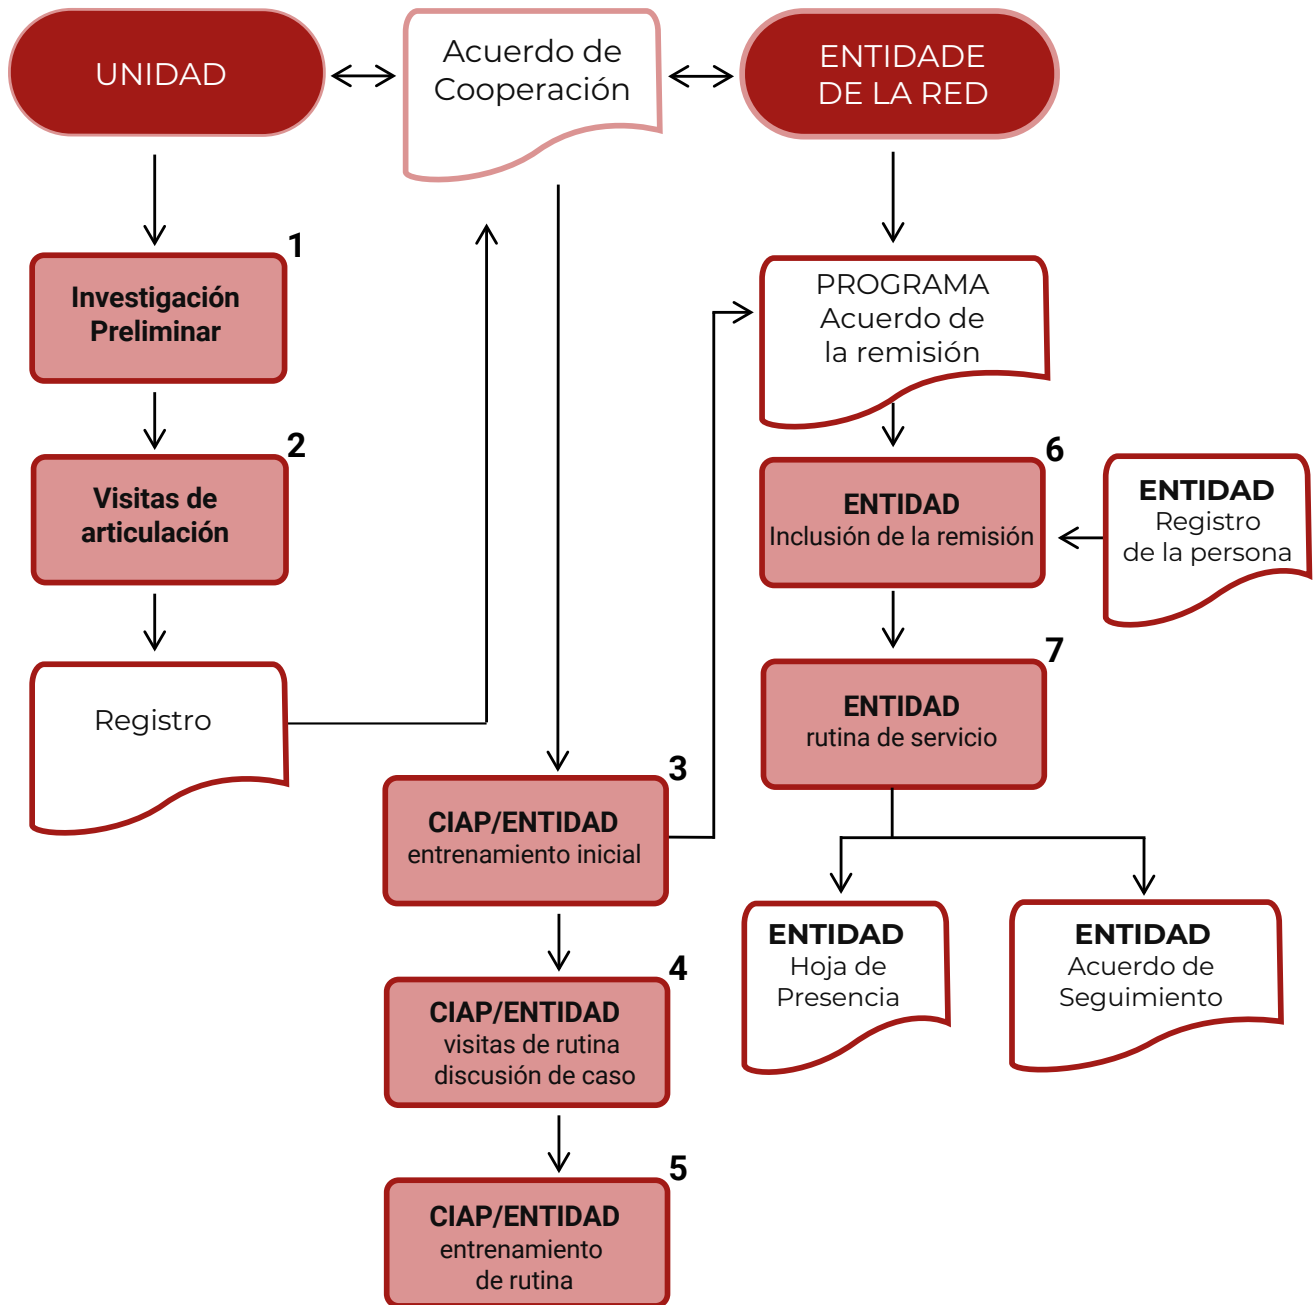 UNIDAD
Acuerdo de
Cooperación
ENTIDADE
DE LA RED
1
Investigación
Preliminar
2
Visitas de
articulación
Registro
3
CIAP/ENTIDAD
entrenamiento inicial
4
CIAP/ENTIDAD
visitas de rutina
discusión de caso
5
CIAP/ENTIDAD
entrenamiento
de rutina
PROGRAMA
Acuerdo de
la remisión
6
ENTIDAD
Inclusión de la remisión
ENTIDAD
Registro
de la persona
7
ENTIDAD
rutina de servicio
ENTIDAD
Hoja de
Presencia
ENTIDAD
Acuerdo de
Seguimiento